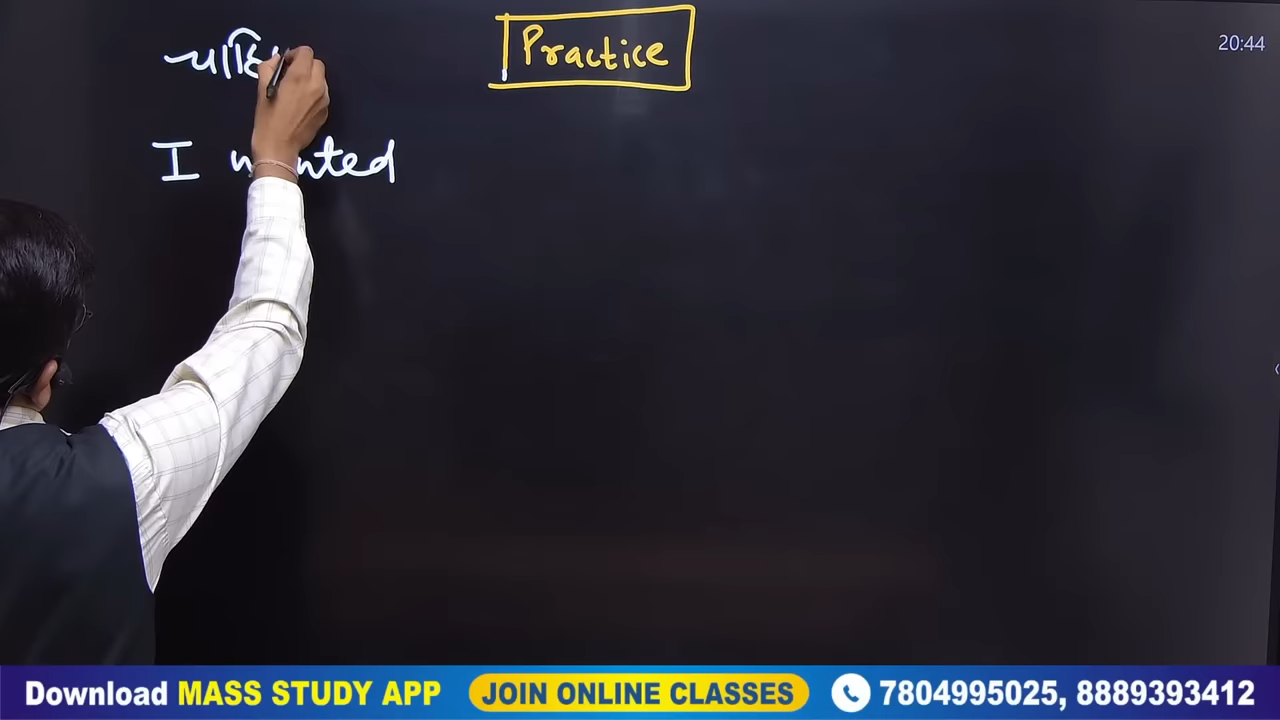 Practice
20:44
I wanted
Download MASS STUDY APP JOIN ONLINE CLASSES 7804995025, 8889393412